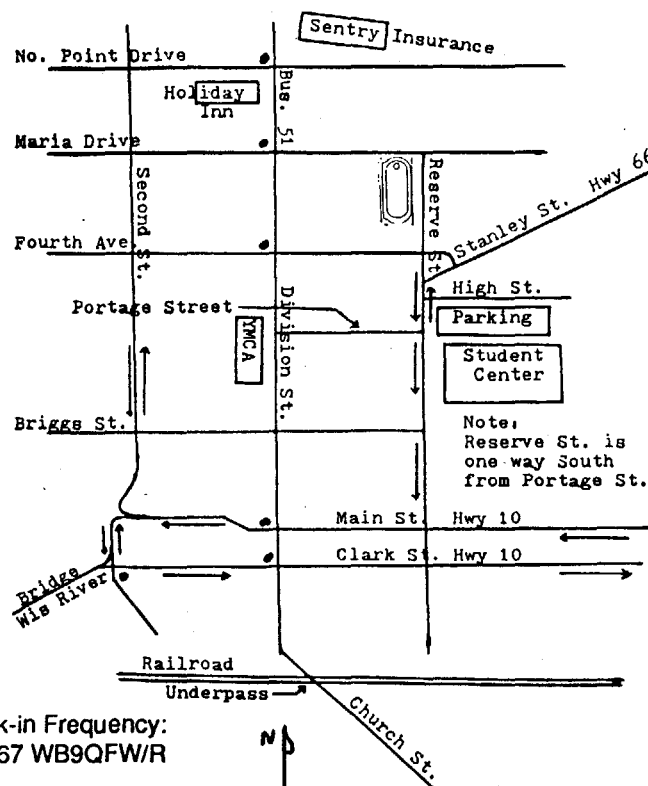 Sentry Insurance
No. Point Drive
Holiday
Inn
Bus. 51
Maria Drive
Second St.
Reserve St.
Stanley St. Hwy 66
Fourth Ave.
High St.
Portage Street
Parking
YMCA
Division St.
Student
Center
Briggs St.
Note:
Reserve St. is
one way South
from Portage St.
Main St. Hwy 10
Clark St. Hwy 10
Bridge
Wis River
Railroad
Underpass
Church St.
k-in Frequency:
67 WB9QFW/R
N